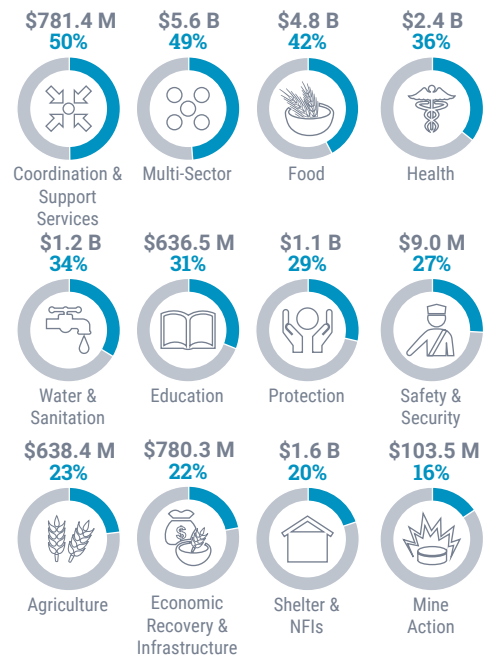 $781.4 M
50%
Coordination &
Support
Services
$5.6 B
49%
Multi-Sector
$4.8 B
42%
Food
$2.4 B
36%
Health
$1.2 B
34%
Water &
Sanitation
$636.5 M
31%
Education
$1.1 B
29%
Protection
$9.0 M
27%
Safety &
Security
$638.4 M
23%
Agriculture
$780.3 M
22%
$
Economic
Recovery &
Infrastructure
$1.6 B
20%
Shelter &
NFIs
$103.5 M
16%
Mine
Action